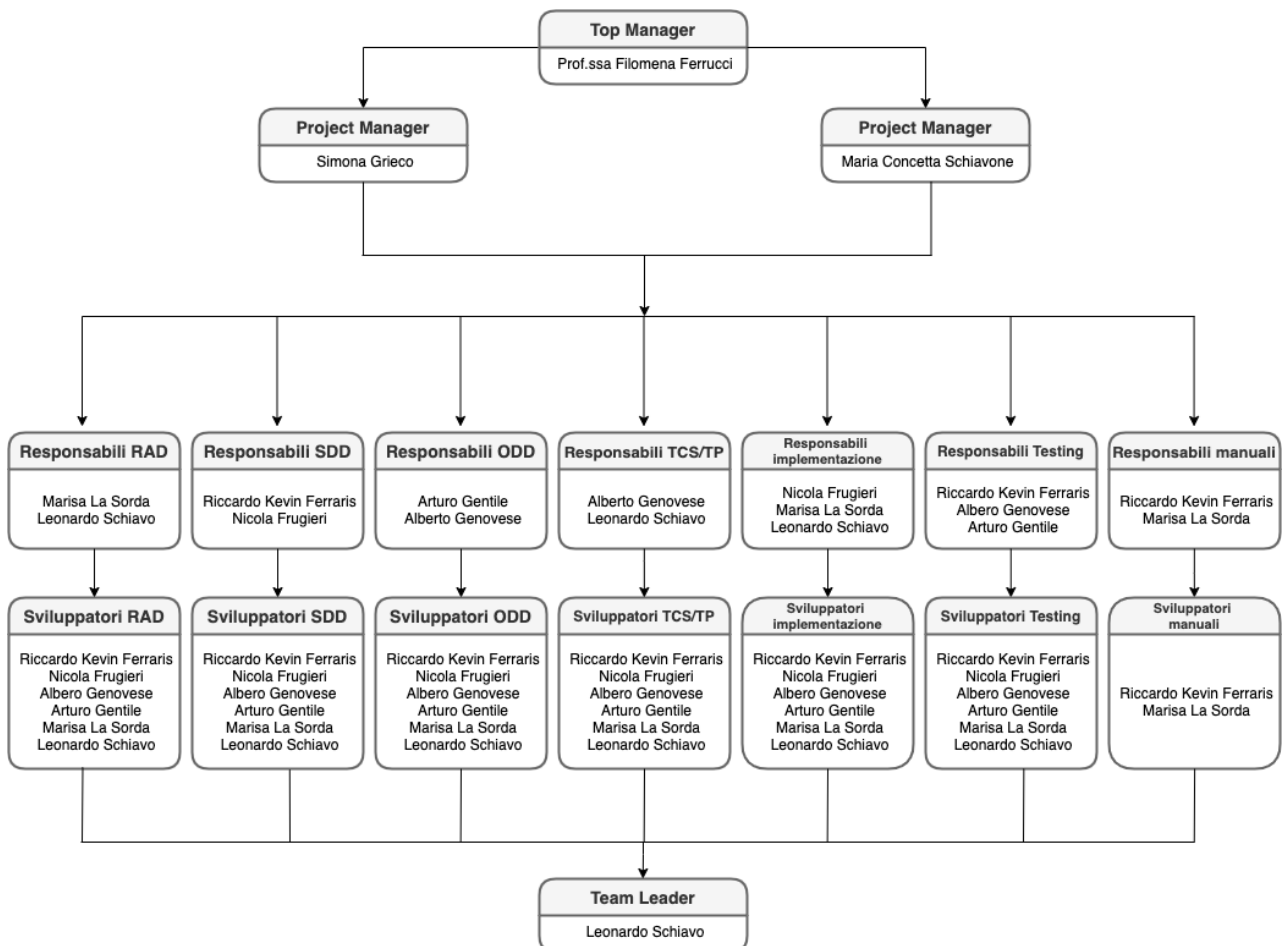 Top Manager
Prof.ssa Filomena Ferrucci
Project Manager
Simona Grieco
Project Manager
Maria Concetta Schiavone
Responsabili RAD
Marisa La Sorda
Leonardo Schiavo
Responsabili SDD
Riccardo Kevin Ferraris
Nicola Frugieri
Responsabili ODD
Arturo Gentile
Alberto Genovese
Responsabili TCS/TP
Alberto Genovese
Leonardo Schiavo
Responsabili
implementazione
Nicola Frugieri
Marisa La Sorda
Leonardo Schiavo
Responsabili Testing
Riccardo Kevin Ferraris
Albero Genovese
Arturo Gentile
Responsabili manuali
Riccardo Kevin Ferraris
Marisa La Sorda
Sviluppatori RAD
Riccardo Kevin Ferraris
Nicola Frugieri
Albero Genovese
Arturo Gentile
Marisa La Sorda
Leonardo Schiavo
Sviluppatori SDD
Riccardo Kevin Ferraris
Nicola Frugieri
Albero Genovese
Arturo Gentile
Marisa La Sorda
Leonardo Schiavo
Sviluppatori ODD
Riccardo Kevin Ferraris
Nicola Frugieri
Albero Genovese
Arturo Gentile
Marisa La Sorda
Leonardo Schiavo
Sviluppatori TCS/TP
Riccardo Kevin Ferraris
Nicola Frugieri
Albero Genovese
Arturo Gentile
Marisa La Sorda
Leonardo Schiavo
Sviluppatori
implementazione
Riccardo Kevin Ferraris
Nicola Frugieri
Albero Genovese
Arturo Gentile
Marisa La Sorda
Leonardo Schiavo
Sviluppatori Testing
Riccardo Kevin Ferraris
Nicola Frugieri
Albero Genovese
Arturo Gentile
Marisa La Sorda
Leonardo Schiavo
Sviluppatori
manuali
Riccardo Kevin Ferraris
Marisa La Sorda
Team Leader
Leonardo Schiavo